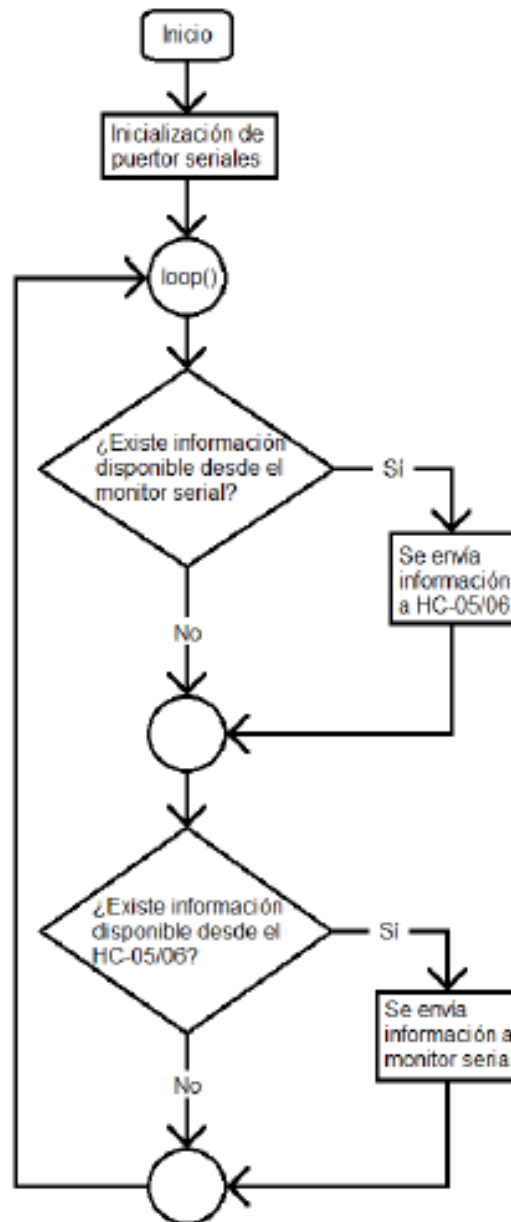 Inicio
Inicialización de
puertor seriales
loop()
¿Existe información
disponible desde el
monitor serial?
Sí
Se envía
información
a HC-05/06
No
¿Existe información
disponible desde el
HC-05/06?
Sí
Se envía
información a
monitor serial
No